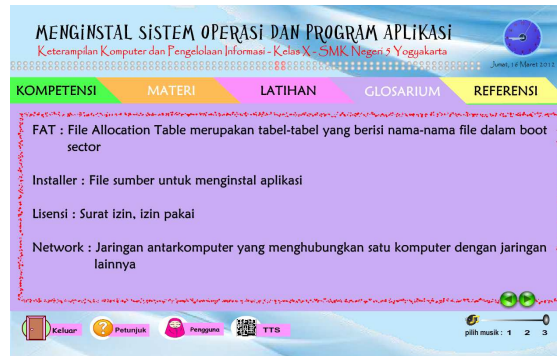 MENGINSTAL SISTEM OPERASI DAN PROGRAM APLIKASI
Keterampilan Komputer dan Pengelolaan Informasi - Kelas X - SMK Negeri 5 Yogyakarta
Jumat, 16 Maret 2012
KOMPETENSI MATERI LATIHAN GLOSARIUM REFERENSI
FAT : File Allocation Table merupakan tabel-tabel yang berisi nama-nama file dalam boot
sector
Installer : File sumber untuk menginstal aplikasi
Lisensi : Surat izin, izin pakai
Network : Jaringan antarkomputer yang menghubungkan satu komputer dengan jaringan
lainnya
Keluar Petunjuk Pengguna TTS
pilih musik : 1 2 3